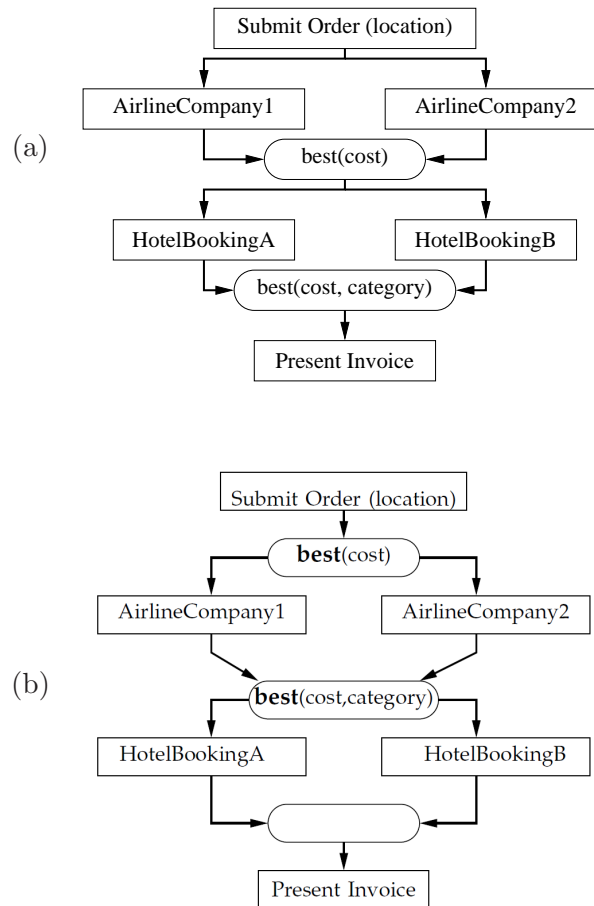 Submit Order (location)
AirlineCompany1 AirlineCompany2
(a)
best(cost)
HotelBookingA HotelBookingB
best(cost, category)
Present Invoice
Submit Order (location)
best(cost)
AirlineCompany1 AirlineCompany2
(b)
best(cost,category)
HotelBookingA HotelBookingB
Present Invoice